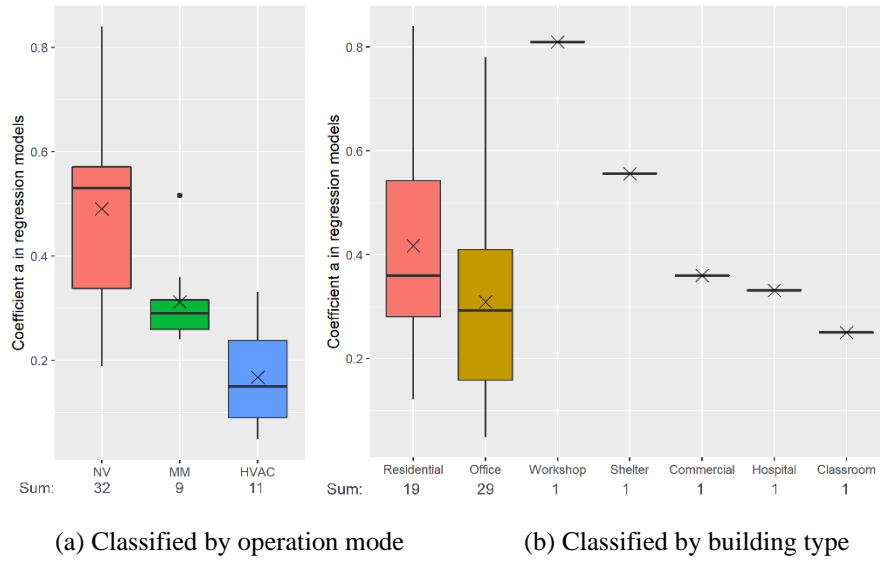 Coefficient a in regression models
0.8
0.6
0.4
0.2
NV MM HVAC
Sum: 32 9 11
(a) Classified by operation mode
Coefficient a in regression models
0.8
0.6
0.4
0.2
Residential Office Workshop Shelter Commercial Hospital Classroom
Sum: 19 29 1 1 1 1 1
(b) Classified by building type